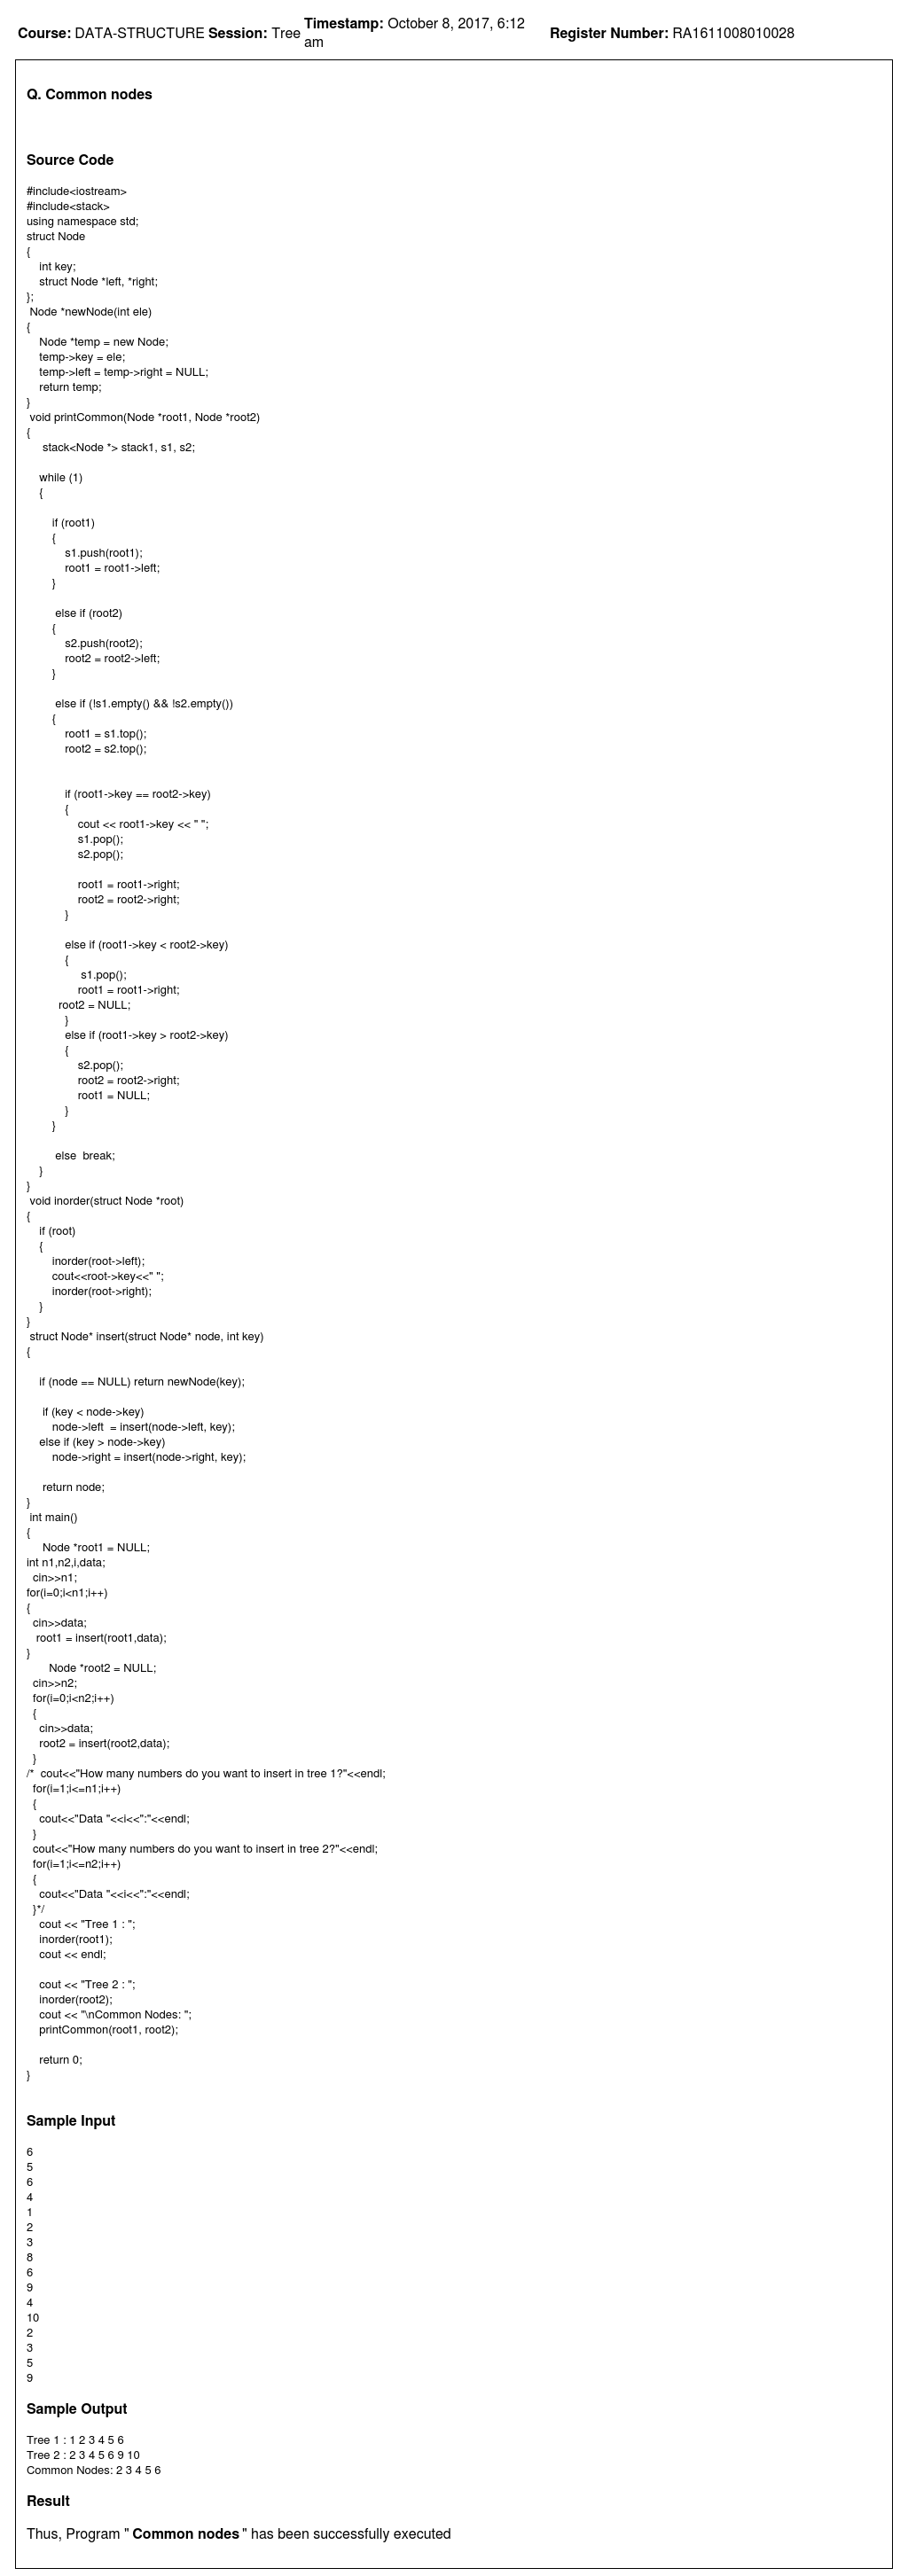 Course: DATA-STRUCTURE Session: Tree Timestamp: October 8, 2017, 6:12 am Register Number: RA1611008010028
Q. Common nodes
Source Code
#include<iostream>
#include<stack>
using namespace std;
struct Node
{
int key;
struct Node *left, *right;
};
Node *newNode(int ele)
{
Node *temp = new Node;
temp->key = ele;
temp->left = temp->right = NULL;
return temp;
}
void printCommon(Node *root1, Node *root2)
{
stack<Node *> stack1, s1, s2;
while (1)
{
if (root1)
{
s1.push(root1);
root1 = root1->left;
}
else if (root2)
{
s2.push(root2);
root2 = root2->left;
}
else if (!s1.empty() && !s2.empty())
{
root1 = s1.top();
root2 = s2.top();
if (root1->key == root2->key)
{
cout << root1->key << " ";
s1.pop();
s2.pop();
root1 = root1->right;
root2 = root2->right;
}
else if (root1->key < root2->key)
{
s1.pop();
root1 = root1->right;
root2 = NULL;
}
else if (root1->key > root2->key)
{
s2.pop();
root2 = root2->right;
root1 = NULL;
}
}
else  break;
}
}
void inorder(struct Node *root)
{
if (root)
{
inorder(root->left);
cout<<root->key<<" ";
inorder(root->right);
}
}
struct Node* insert(struct Node* node, int key)
{
if (node == NULL) return newNode(key);
if (key < node->key)
node->left  = insert(node->left, key);
else if (key > node->key)
node->right = insert(node->right, key);
return node;
}
int main()
{
Node *root1 = NULL;
int n1,n2,i,data;
cin>>n1;
for(i=0;i<n1;i++)
{
cin>>data;
root1 = insert(root1,data);
}
Node *root2 = NULL;
cin>>n2;
for(i=0;i<n2;i++)
{
cin>>data;
root2 = insert(root2,data);
}
/*  cout<<"How many numbers do you want to insert in tree 1?"<<endl;
for(i=1;i<=n1;i++)
{
cout<<"Data "<<i<<":"<<endl;
}
cout<<"How many numbers do you want to insert in tree 2?"<<endl;
for(i=1;i<=n2;i++)
{
cout<<"Data "<<i<<":"<<endl;
}*/
cout << "Tree 1 : ";
inorder(root1);
cout << endl;
cout << "Tree 2 : ";
inorder(root2);
cout << "\nCommon Nodes: ";
printCommon(root1, root2);
return 0;
}
Sample Input
6
5
6
4
1
2
3
8
6
9
4
10
2
3
5
9
Sample Output
Tree 1 : 1 2 3 4 5 6
Tree 2 : 2 3 4 5 6 9 10
Common Nodes: 2 3 4 5 6
Result
Thus, Program " Common nodes " has been successfully executed